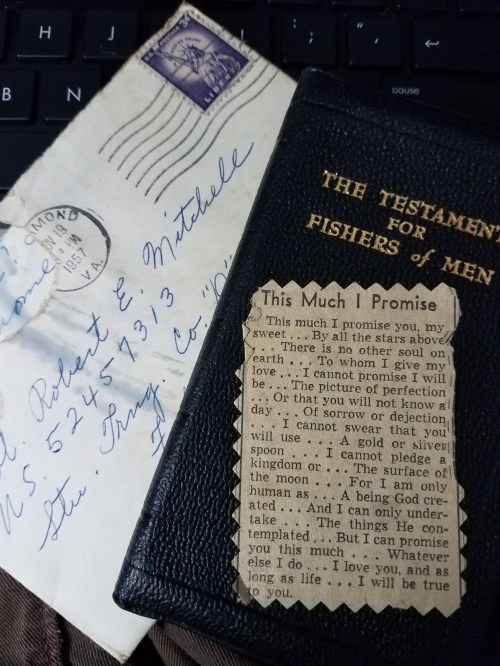 H J ; "
B N pause
LIBERTY
RICHMOND
VA.
19
PM
1957
Robert E. Mitchell
NS. 52457313
Stu. Trng. Co. "D"
THE TESTAMENT
FOR
FISHERS of MEN
This Much I Promise
This much I promise you, my
sweet . . . By all the stars above
. . . There is no other soul on
earth . . . To whom I give my
love . . . I cannot promise I will
be . . . The picture of perfection
. . . Or that you will not know a
day . . . Of sorrow or dejection
. . . I cannot swear that you
will use . . . A gold or silver
spoon . . . I cannot pledge a
kingdom or . . . The surface of
the moon . . . For I am only
human as . . . A being God cre-
ated . . . And I can only under-
take . . . The things He con-
templated . . . But I can promise
you this much . . . Whatever
else I do . . . I love you, and as
long as life . . . I will be true
to you.